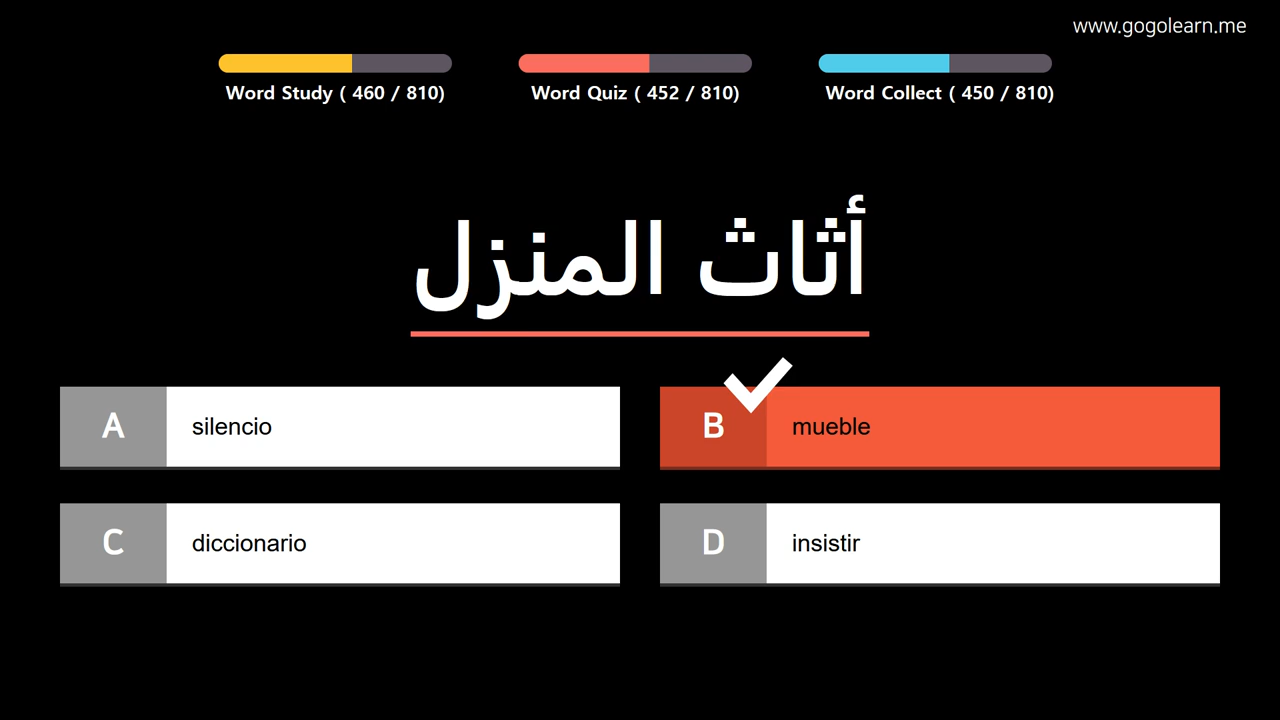 www.gogolearn.me
Word Study ( 460 / 810)
Word Quiz ( 452 / 810)
Word Collect ( 450 / 810)
أثاث المنزل
A silencio
B mueble
C diccionario
D insistir